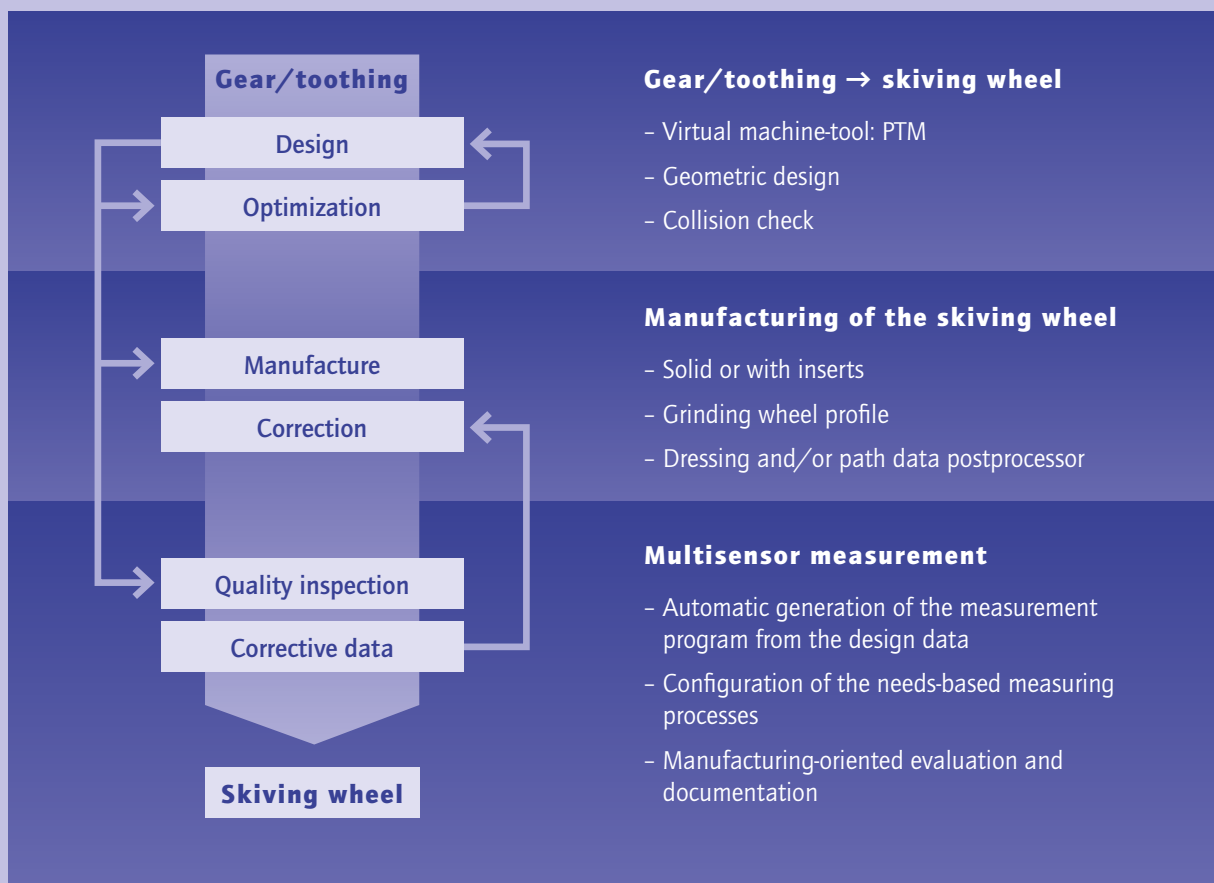 Gear/toothing
Design
Optimization
Manufacture
Correction
Quality inspection
Corrective data
Skiving wheel
Gear/toothing → skiving wheel
– Virtual machine-tool: PTM
– Geometric design
– Collision check
Manufacturing of the skiving wheel
– Solid or with inserts
– Grinding wheel profile
– Dressing and/or path data postprocessor
Multisensor measurement
– Automatic generation of the measurement
program from the design data
– Configuration of the needs-based measuring
processes
– Manufacturing-oriented evaluation and
documentation